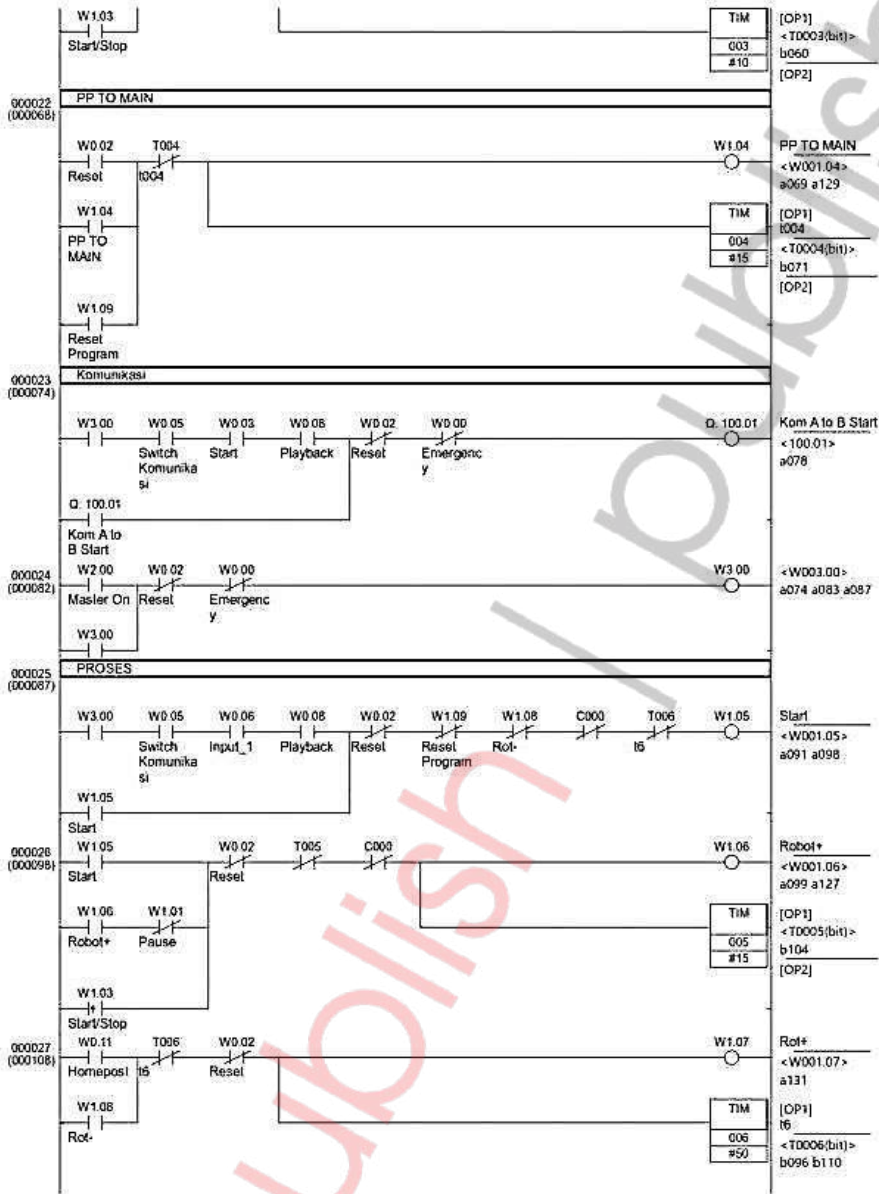 W1.03
Start/Stop
TIM
003
#10
[OP1]
<T0003(bit)>
b060
[OP2]
000022
(000068)
PP TO MAIN
W0.02
Reset
T004
t004
W1.04
PP TO MAIN
<W001.04>
a069 a129
W1.04
PP TO
MAIN
TIM
004
#15
[OP1]
t004
<T0004(bit)>
b071
[OP2]
W1.09
Reset
Program
000023
(000074)
Komunikasi
W3.00
W0.05
Switch
Komunika
si
W0.03
Start
W0.08
Playback
W0.02
Reset
W0.00
Emergenc
y
Q: 100.01
Kom A to B Start
<100.01>
a078
Q: 100.01
Kom A to
B Start
000024
(000082)
W2.00
Master On
W0.02
Reset
W0.00
Emergenc
y
W3.00
<W003.00>
a074 a083 a087
W3.00
000025
(000087)
PROSES
W3.00
W0.05
Switch
Komunika
si
W0.06
Input_1
W0.08
Playback
W0.02
Reset
W1.09
Reset
Program
W1.08
Rot-
C000
T006
t6
W1.05
Start
<W001.05>
a091 a098
W1.05
Start
000026
(000098)
W1.05
Start
W0.02
Reset
T005
C000
W1.06
Robot+
<W001.06>
a099 a127
W1.06
Robot+
W1.01
Pause
TIM
005
#15
[OP1]
<T0005(bit)>
b104
[OP2]
W1.03
Start/Stop
000027
(000108)
W0.11
Homeposi
T006
t6
W0.02
Reset
W1.07
Rot+
<W001.07>
a131
W1.08
Rot-
TIM
006
#50
[OP1]
t6
<T0006(bit)>
b096 b110
publish